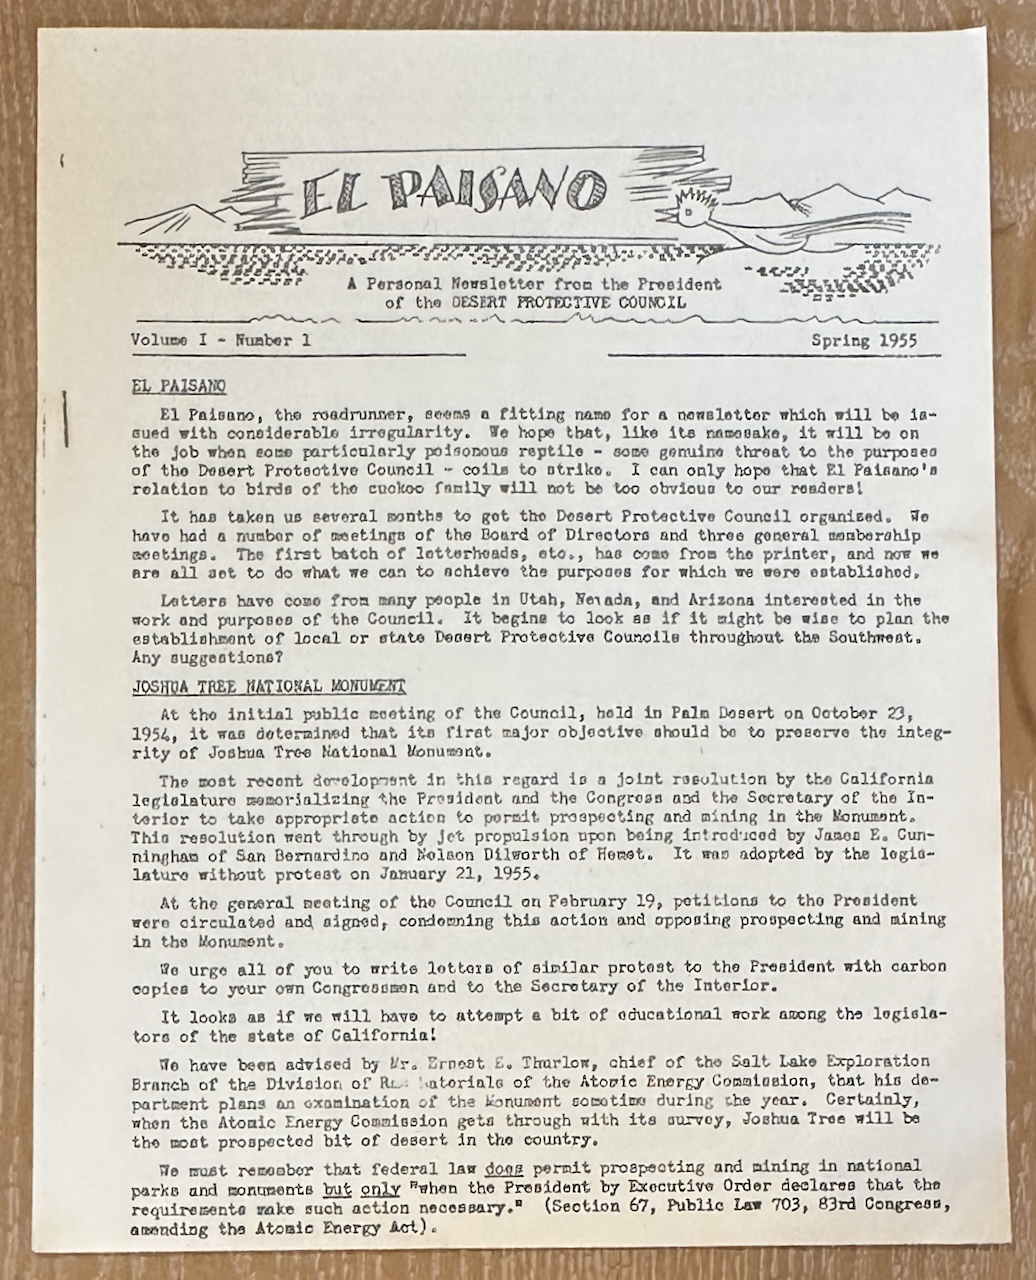 EL PAISANO
A Personal Newsletter from the President
of the DESERT PROTECTIVE COUNCIL
Volume I - Number 1 Spring 1955
EL PAISANO
El Paisano, the roadrunner, seems a fitting name for a newsletter which will be is-
sued with considerable irregularity. We hope that, like its namesake, it will be on
the job when some particularly poisonous reptile - some genuine threat to the purposes
of the Desert Protective Council - coils to strike. I can only hope that El Paisano's
relation to birds of the cuckoo family will not be too obvious to our readers!
It has taken us several months to get the Desert Protective Council organized. We
have had a number of meetings of the Board of Directors and three general membership
meetings. The first batch of letterheads, etc., has come from the printer, and now we
are all set to do what we can to achieve the purposes for which we were established.
Letters have come from many people in Utah, Nevada, and Arizona interested in the
work and purposes of the Council. It begins to look as if it might be wise to plan the
establishment of local or state Desert Protective Councils throughout the Southwest.
Any suggestions?
JOSHUA TREE NATIONAL MONUMENT
At the initial public meeting of the Council, held in Palm Desert on October 23,
1954, it was determined that its first major objective should be to preserve the integ-
rity of Joshua Tree National Monument.
The most recent development in this regard is a joint resolution by the California
legislature memorializing the President and the Congress and the Secretary of the In-
terior to take appropriate action to permit prospecting and mining in the Monument.
This resolution went through by jet propulsion upon being introduced by James E. Cun-
ningham of San Bernardino and Nelson Dilworth of Hemet. It was adopted by the legis-
lature without protest on January 21, 1955.
At the general meeting of the Council on February 19, petitions to the President
were circulated and signed, condemning this action and opposing prospecting and mining
in the Monument.
We urge all of you to write letters of similar protest to the President with carbon
copies to your own Congressmen and to the Secretary of the Interior.
It looks as if we will have to attempt a bit of educational work among the legisla-
tors of the state of California!
We have been advised by Mr. Ernest E. Thurlow, chief of the Salt Lake Exploration
Branch of the Division of Raw Materials of the Atomic Energy Commission, that his de-
partment plans an examination of the Monument sometime during the year. Certainly,
when the Atomic Energy Commission gets through with its survey, Joshua Tree will be
the most prospected bit of desert in the country.
We must remember that federal law does permit prospecting and mining in national
parks and monuments but only "when the President by Executive Order declares that the
requirements make such action necessary." (Section 67, Public Law 703, 83rd Congress,
amending the Atomic Energy Act).